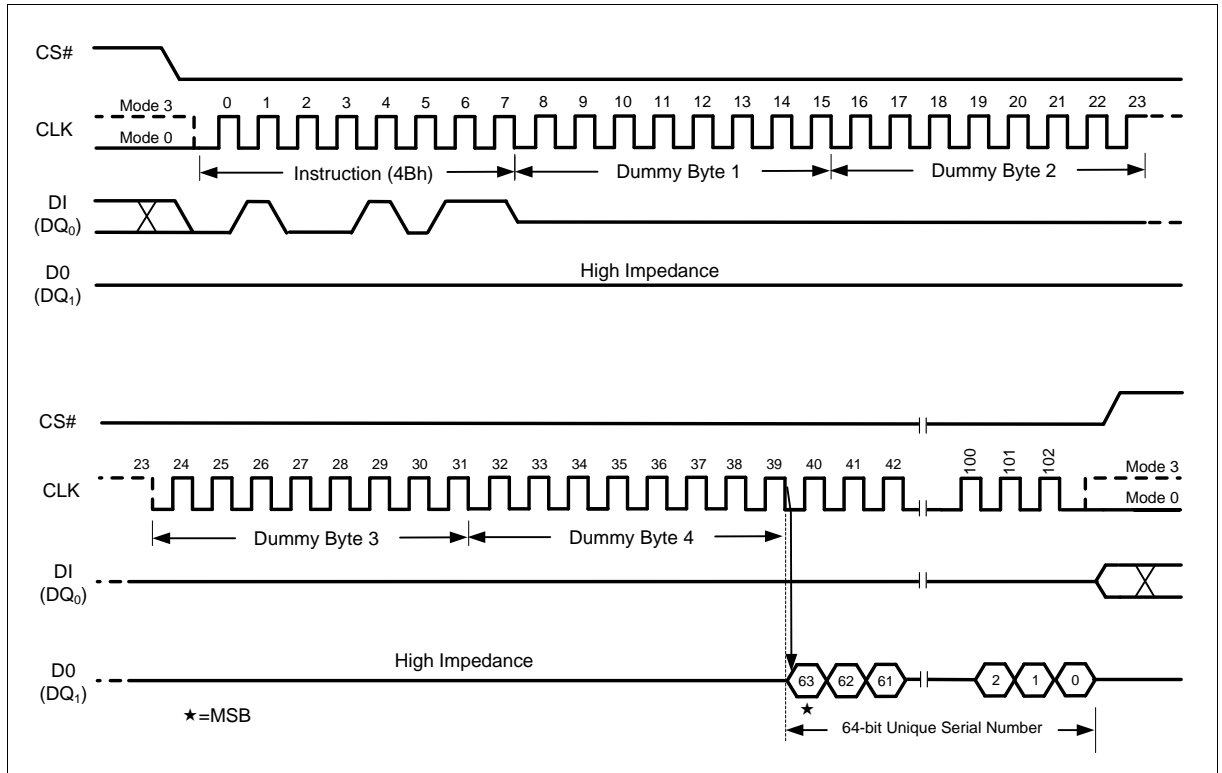 CS#
Mode 3
0 1 2 3 4 5 6 7 8 9 10 11 12 13 14 15 16 17 18 19 20 21 22 23
CLK
Mode 0
Instruction (4Bh)
Dummy Byte 1
Dummy Byte 2
DI
(DQ0)
D0
(DQ1)
High Impedance
CS#
23 24 25 26 27 28 29 30 31 32 33 34 35 36 37 38 39 40 41 42 100 101 102
Mode 3
CLK
Mode 0
Dummy Byte 3
Dummy Byte 4
DI
(DQ0)
D0
(DQ1)
High Impedance
63 62 61 2 1 0
★=MSB
★
64-bit Unique Serial Number